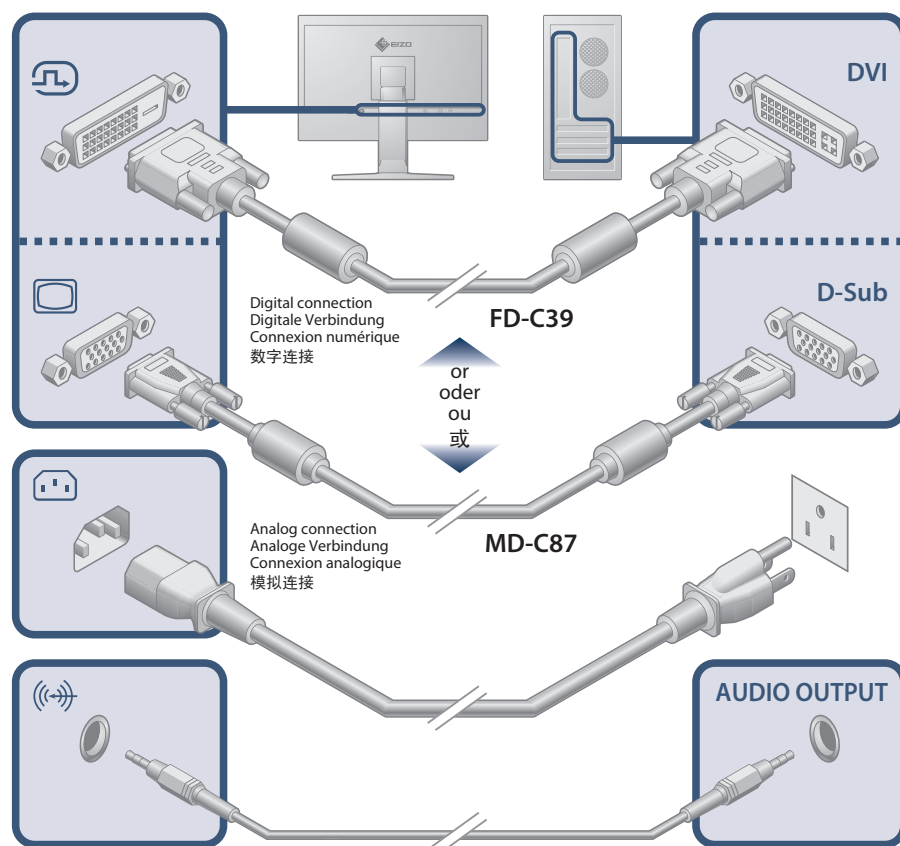 EIZO
DVI
Digital connection
Digitale Verbindung
Connexion numérique
数字连接
FD-C39
D-Sub
or
oder
ou
或
Analog connection
Analoge Verbindung
Connexion analogique
模拟连接
MD-C87
AUDIO OUTPUT